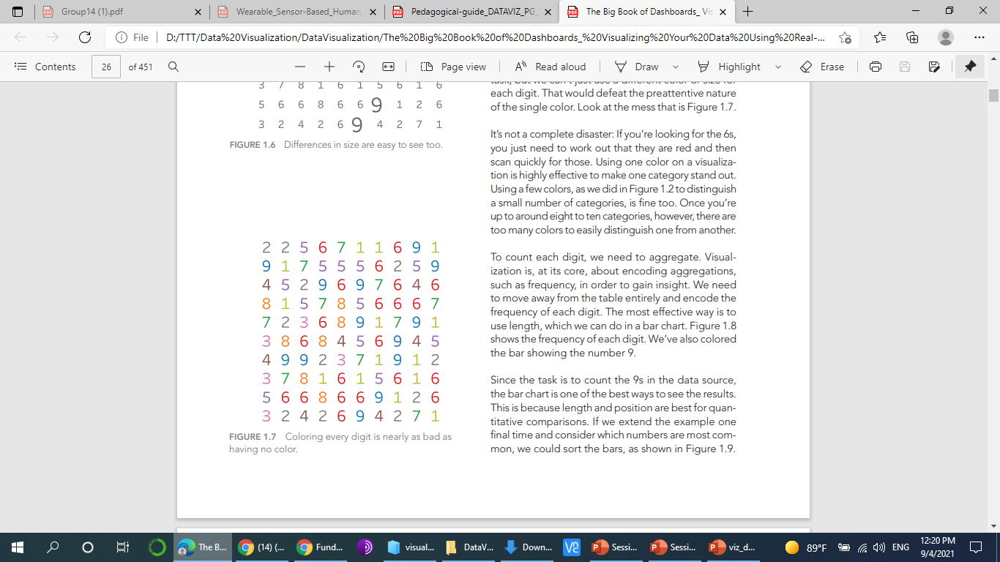 Group14 (1).pdf
Wearable_Sensor-Based_Human_
Pedagogical-guide_DATAVIZ_PG_
The Big Book of Dashboards_ Vis
File
D:/TTT/Data%20Visualization/DataVisualization/The%20Big%20Book%20of%20Dashboards_%20Visualizing%20Your%20Data%20Using%20Real-...
Contents
26
of 451
Page view
Read aloud
Draw
Highlight
Erase
3 7 8 1 6 1 5 6 1 6
5 6 6 8 6 6 9 1 2 6
3 2 4 2 6 9 4 2 7 1
FIGURE 1.6 Differences in size are easy to see too.
2 2 5 6 7 1 1 6 9 1
9 1 7 5 5 5 6 2 5 9
4 5 2 9 6 9 7 6 4 6
8 1 5 7 8 5 6 6 6 7
7 2 3 6 8 9 1 7 9 1
3 8 6 8 4 5 6 9 4 5
4 9 9 2 3 7 1 9 1 2
3 7 8 1 6 1 5 6 1 6
5 6 6 8 6 6 9 1 2 6
3 2 4 2 6 9 4 2 7 1
FIGURE 1.7 Coloring every digit is nearly as bad as
having no color.
task, but we can't just use a different color or size for
each digit. That would defeat the preattentive nature
of the single color. Look at the mess that is Figure 1.7.
It's not a complete disaster: If you're looking for the 6s,
you just need to work out that they are red and then
scan quickly for those. Using one color on a visualiza-
tion is highly effective to make one category stand out.
Using a few colors, as we did in Figure 1.2 to distinguish
a small number of categories, is fine too. Once you're
up to around eight to ten categories, however, there are
too many colors to easily distinguish one from another.
To count each digit, we need to aggregate. Visual-
ization is, at its core, about encoding aggregations,
such as frequency, in order to gain insight. We need
to move away from the table entirely and encode the
frequency of each digit. The most effective way is to
use length, which we can do in a bar chart. Figure 1.8
shows the frequency of each digit. We've also colored
the bar showing the number 9.
Since the task is to count the 9s in the data source,
the bar chart is one of the best ways to see the results.
This is because length and position are best for quan-
titative comparisons. If we extend the example one
final time and consider which numbers are most com-
mon, we could sort the bars, as shown in Figure 1.9.
The B...
(14) (...
Fund...
visual...
DataV...
Down...
Sessi...
Sessi...
viz_d...
89°F
ENG
12:20 PM
9/4/2021